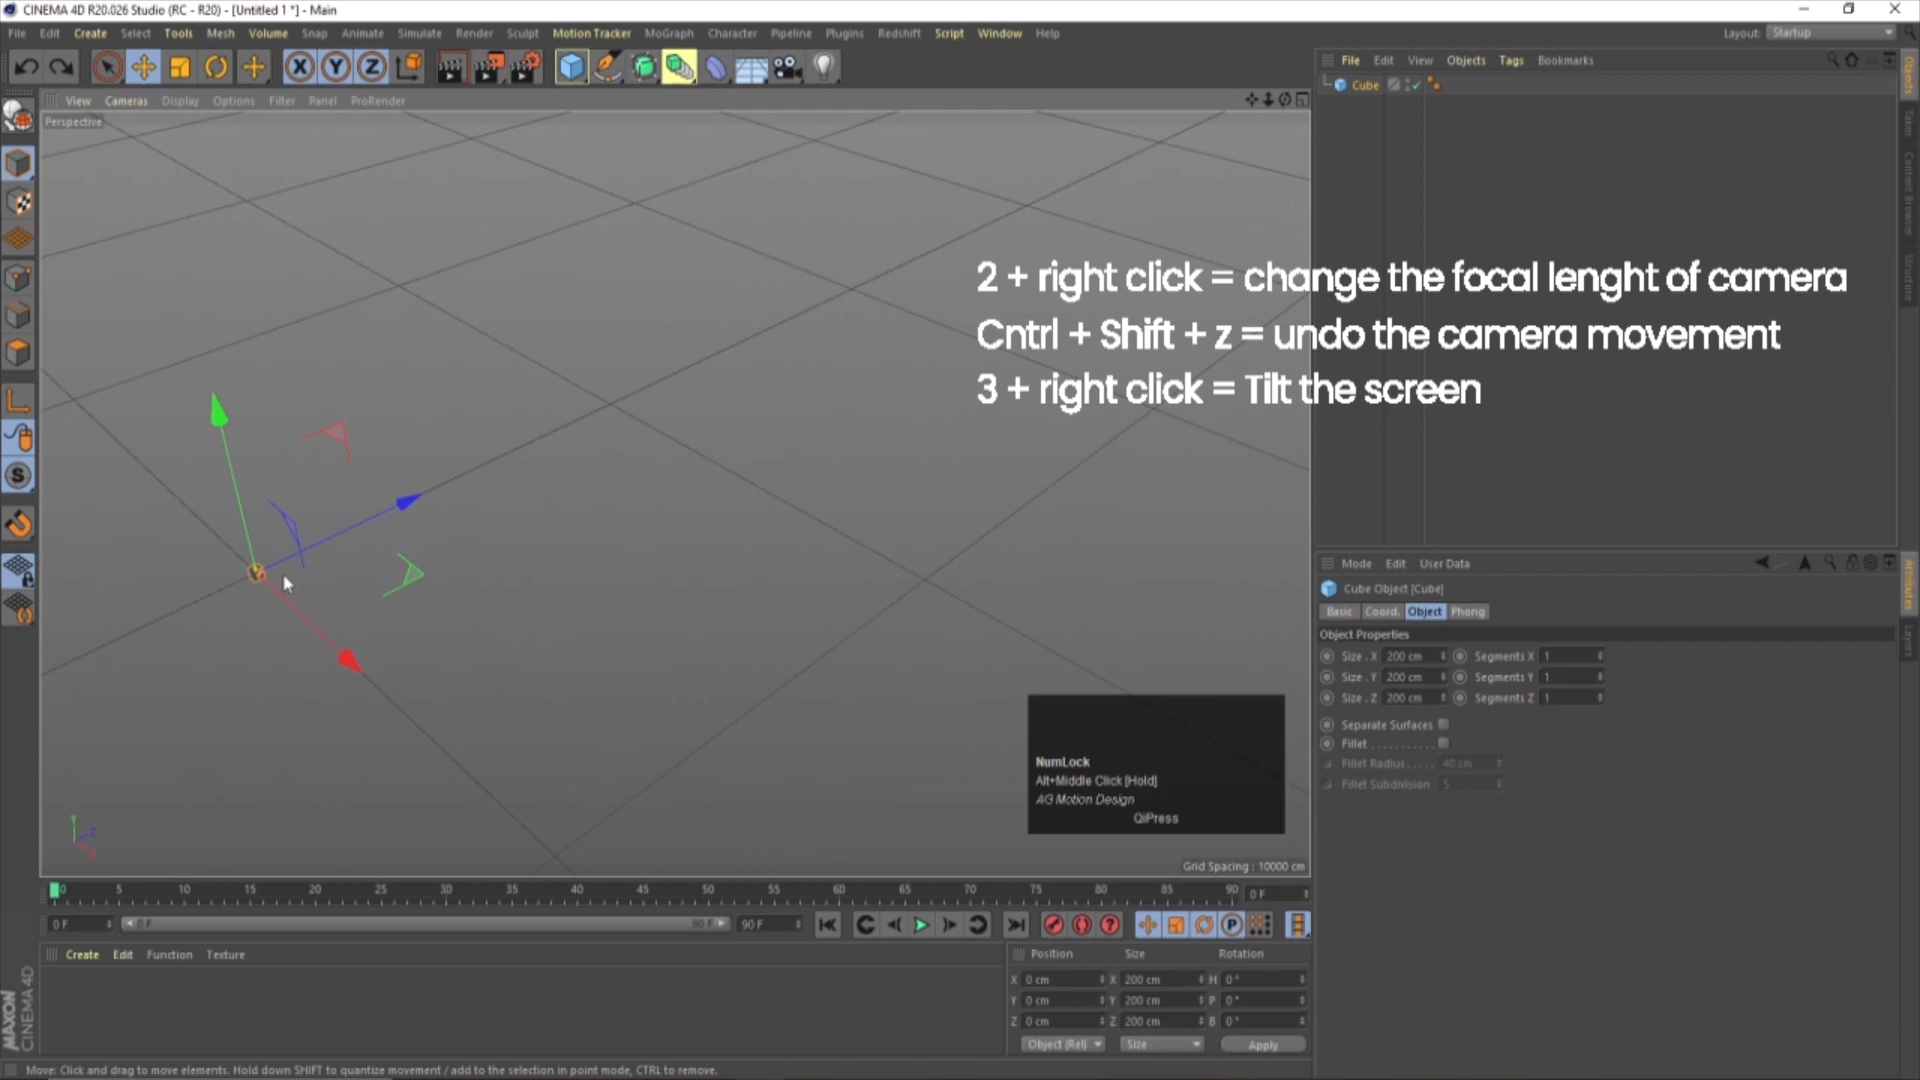 CINEMA 4D R20.026 Studio (RC - R20) - [Untitled 1 *] - Main
File Edit Create Select Tools Mesh Volume Snap Animate Simulate Render Sculpt Motion Tracker MoGraph Character Pipeline Plugins Redshift Script Window Help
Layout: Startup
X Y Z
File Edit View Objects Tags Bookmarks
Cube
View Cameras Display Options Filter Panel ProRender
Perspective
Objects
Takes
Content Browser
Structure
2 + right click = change the focal lenght of camera
Cntrl + Shift + z = undo the camera movement
3 + right click = Tilt the screen
S
Mode Edit User Data
Cube Object [Cube]
Basic Coord. Object Phong
Object Properties
Size . X 200 cm Segments X 1
Size . Y 200 cm Segments Y 1
Size . Z 200 cm Segments Z 1
Separate Surfaces
Fillet . . . . . . . . . . .
Fillet Radius . . . . . 40 cm
Fillet Subdivision 5
Attributes
Layers
NumLock
Alt+Middle Click [Hold]
AG Motion Design
QiPress
Y Z X
Grid Spacing : 10000 cm
0 5 10 15 20 25 30 35 40 45 50 55 60 65 70 75 80 85 90 0 F
0 F 0 F 90 F 90 F
P
Create Edit Function Texture
Position Size Rotation
X 0 cm X 200 cm H 0 °
Y 0 cm Y 200 cm P 0 °
Z 0 cm Z 200 cm B 0 °
Object (Rel) Size Apply
MAXON
CINEMA 4D
Move: Click and drag to move elements. Hold down SHIFT to quantize movement / add to the selection in point mode, CTRL to remove.